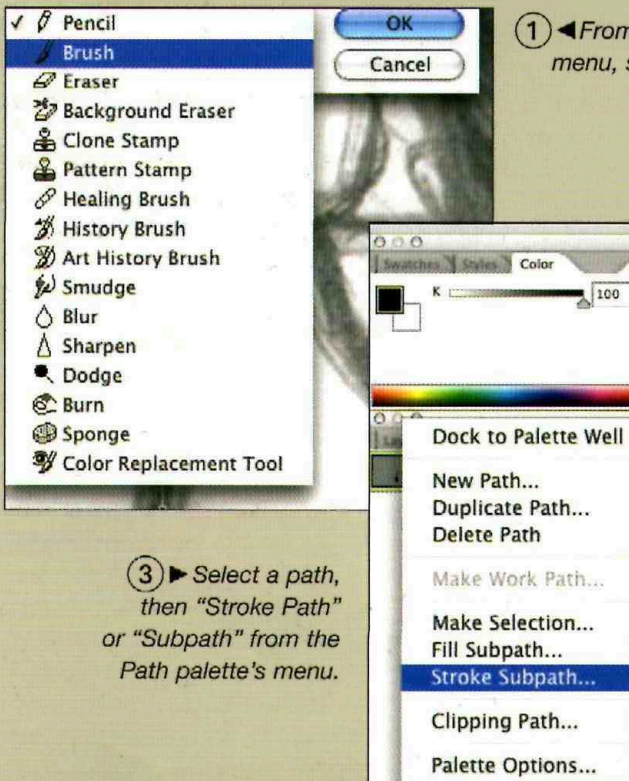 ✓ Pencil
Brush
Eraser
Background Eraser
Clone Stamp
Pattern Stamp
Healing Brush
History Brush
Art History Brush
Smudge
Blur
Sharpen
Dodge
Burn
Sponge
Color Replacement Tool
OK
Cancel
1 ◄From
menu, s
Swatches Styles Color
K 100
Dock to Palette Well
New Path...
Duplicate Path...
Delete Path
Make Work Path...
Make Selection...
Fill Subpath...
Stroke Subpath...
Clipping Path...
Palette Options...
3 ► Select a path,
then “Stroke Path”
or “Subpath” from the
Path palette’s menu.